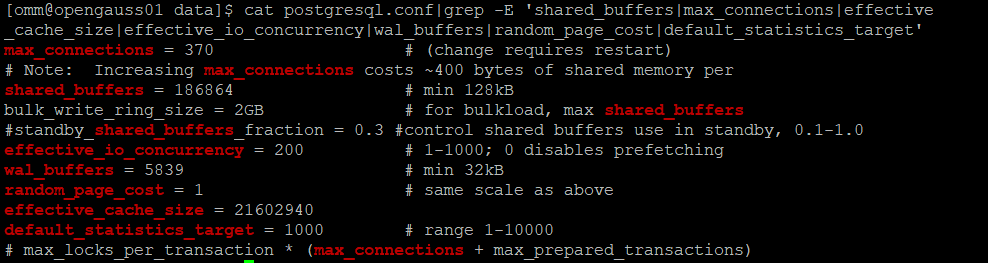 [omm@opengauss01 data]$ cat postgresql.conf|grep -E 'shared_buffers|max_connections|effective
_cache_size|effective_io_concurrency|wal_buffers|random_page_cost|default_statistics_target'
max_connections = 370                   # (change requires restart)
# Note:  Increasing max_connections costs ~400 bytes of shared memory per
shared_buffers = 186864                 # min 128kB
bulk_write_ring_size = 2GB              # for bulkload, max shared_buffers
#standby_shared_buffers_fraction = 0.3 #control shared buffers use in standby, 0.1-1.0
effective_io_concurrency = 200          # 1-1000; 0 disables prefetching
wal_buffers = 5839                      # min 32kB
random_page_cost = 1                    # same scale as above
effective_cache_size = 21602940
default_statistics_target = 1000        # range 1-10000
# max_locks_per_transaction * (max_connections + max_prepared_transactions)